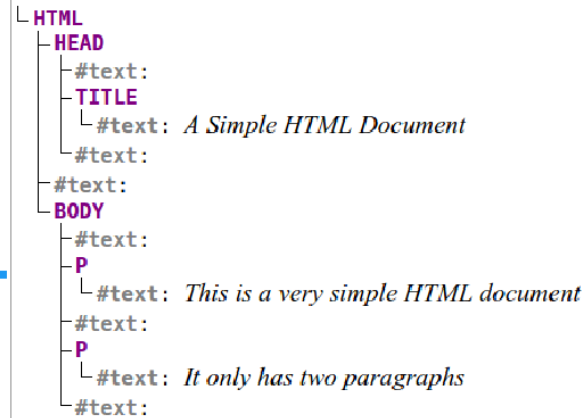 HTML
HEAD
#text:
TITLE
#text: A Simple HTML Document
#text:
#text:
BODY
#text:
P
#text: This is a very simple HTML document
#text:
P
#text: It only has two paragraphs
#text: